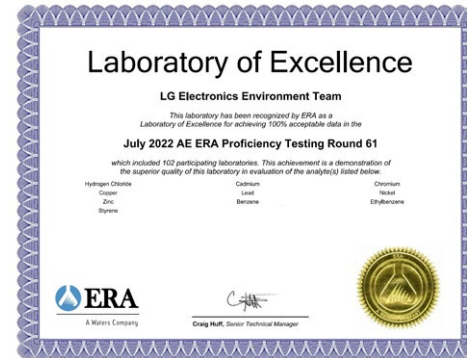 Laboratory of Excellence
LG Electronics Environment Team
This laboratory has been recognized by ERA as a
Laboratory of Excellence for achieving 100% acceptable data in the
July 2022 AE ERA Proficiency Testing Round 61
which included 102 participating laboratories. This achievement is a demonstration of
the superior quality of this laboratory in evaluation of the analyte(s) listed below.
Hydrogen Chloride Cadmium Chromium
Copper Lead Nickel
Zinc Benzene Ethylbenzene
Styrene
ERA
A Waters Company
Craig Huff, Senior Technical Manager